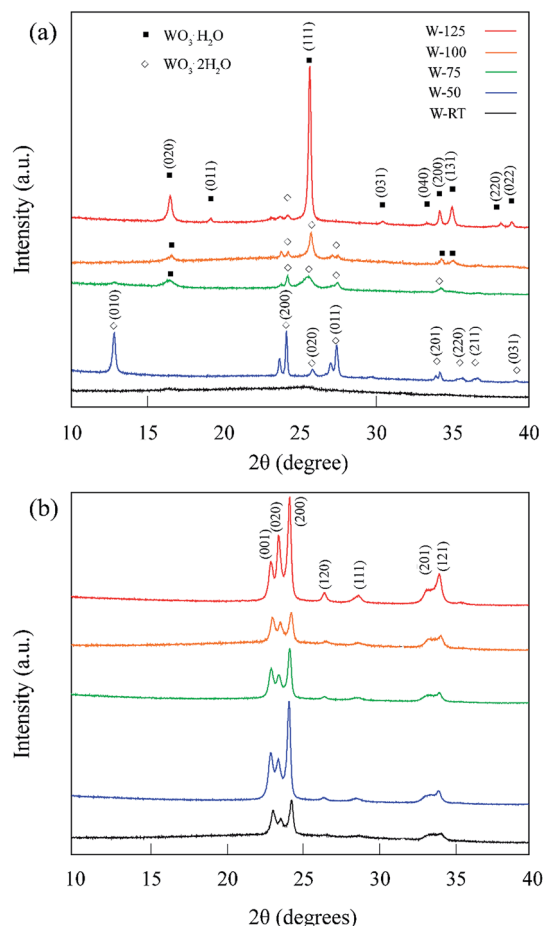 (a)
■ WO₃·H₂O
◇ WO₃·2H₂O
W-125
W-100
W-75
W-50
W-RT
(020)
(011)
(111)
(031)
(040)
(200)
(131)
(220)
(022)
(010)
(200)
(020)
(011)
(201)
(220)
(211)
(031)
Intensity (a.u.)
10 15 20 25 30 35 40
2θ (degree)
(b)
(001)
(020)
(200)
(120)
(111)
(201)
(121)
Intensity (a.u.)
10 20 25 30 35 40
2θ (degrees)